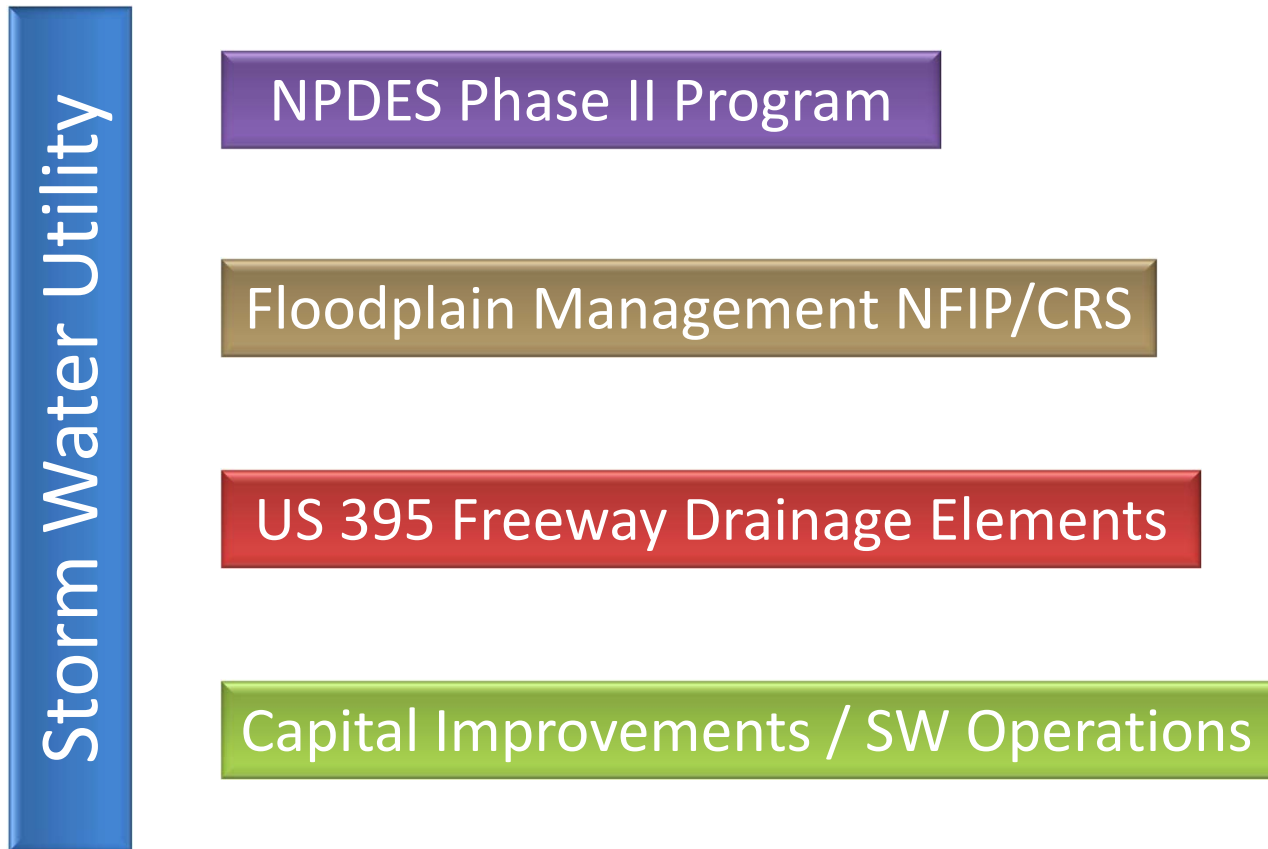 Storm Water Utility
NPDES Phase II Program
Floodplain Management NFIP/CRS
US 395 Freeway Drainage Elements
Capital Improvements / SW Operations